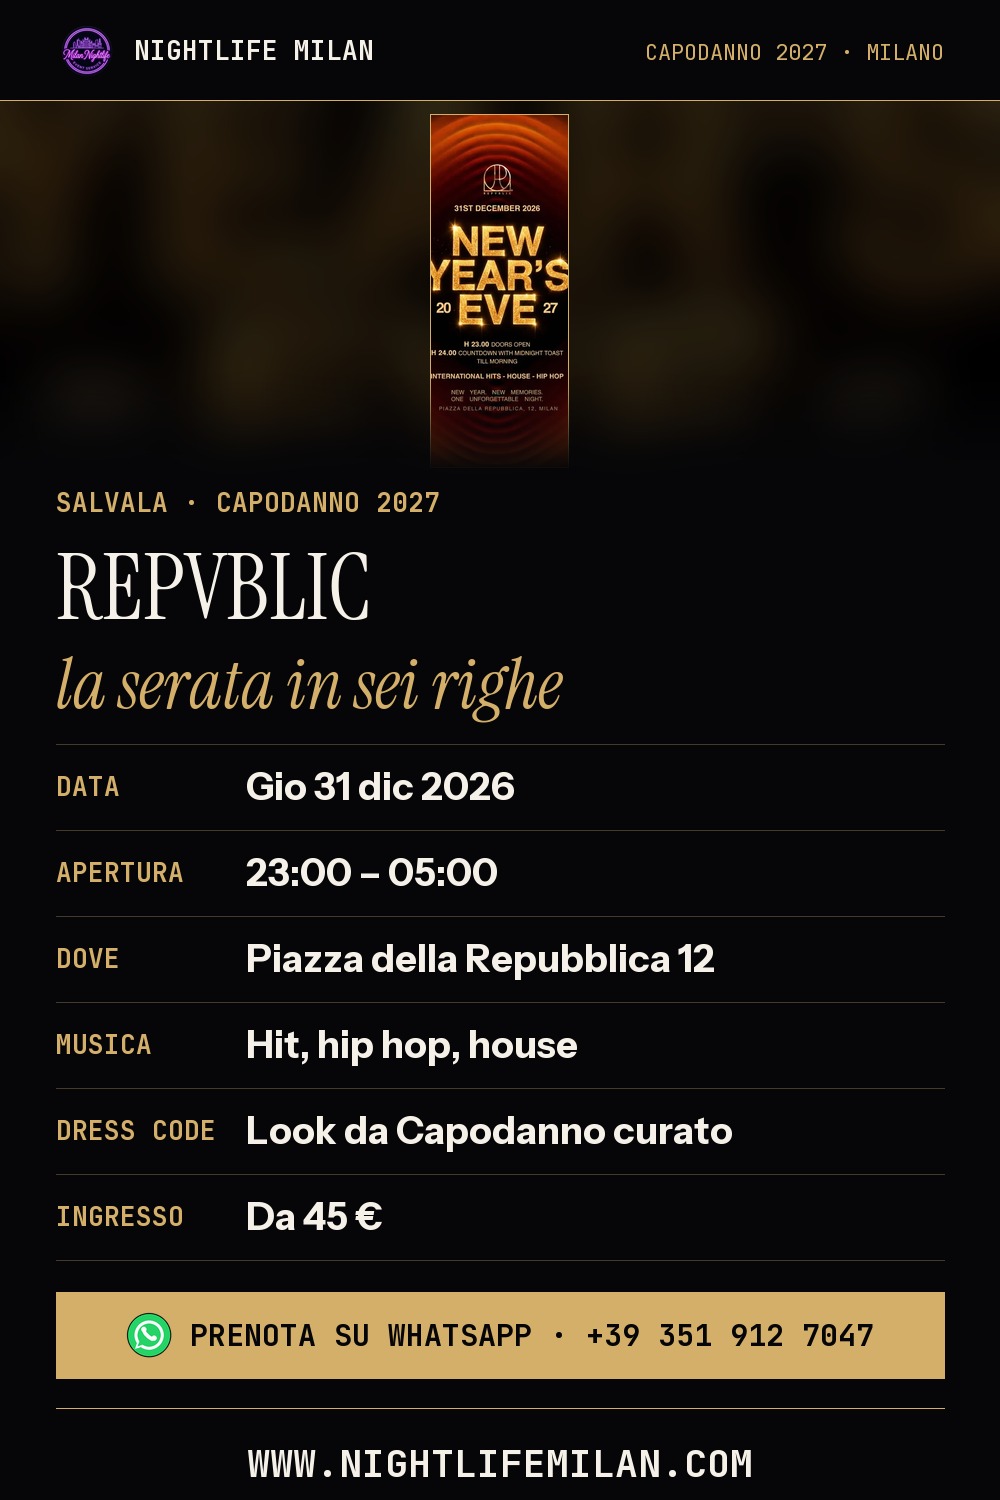 Milan Nightlife
NIGHTLIFE MILAN
CAPODANNO 2027 · MILANO
REPVBLIC
31ST DECEMBER 2026
NEW
YEAR'S
20 EVE 27
H 23.00 DOORS OPEN
H 24.00 COUNTDOWN WITH MIDNIGHT TOAST
TILL MORNING
INTERNATIONAL HITS - HOUSE - HIP HOP
NEW YEAR. NEW MEMORIES.
ONE UNFORGETTABLE NIGHT.
PIAZZA DELLA REPUBBLICA, 12, MILAN
SALVALA · CAPODANNO 2027
REPVBLIC
la serata in sei righe
DATA Gio 31 dic 2026
APERTURA 23:00 – 05:00
DOVE Piazza della Repubblica 12
MUSICA Hit, hip hop, house
DRESS CODE Look da Capodanno curato
INGRESSO Da 45 €
PRENOTA SU WHATSAPP · +39 351 912 7047
WWW.NIGHTLIFEMILAN.COM